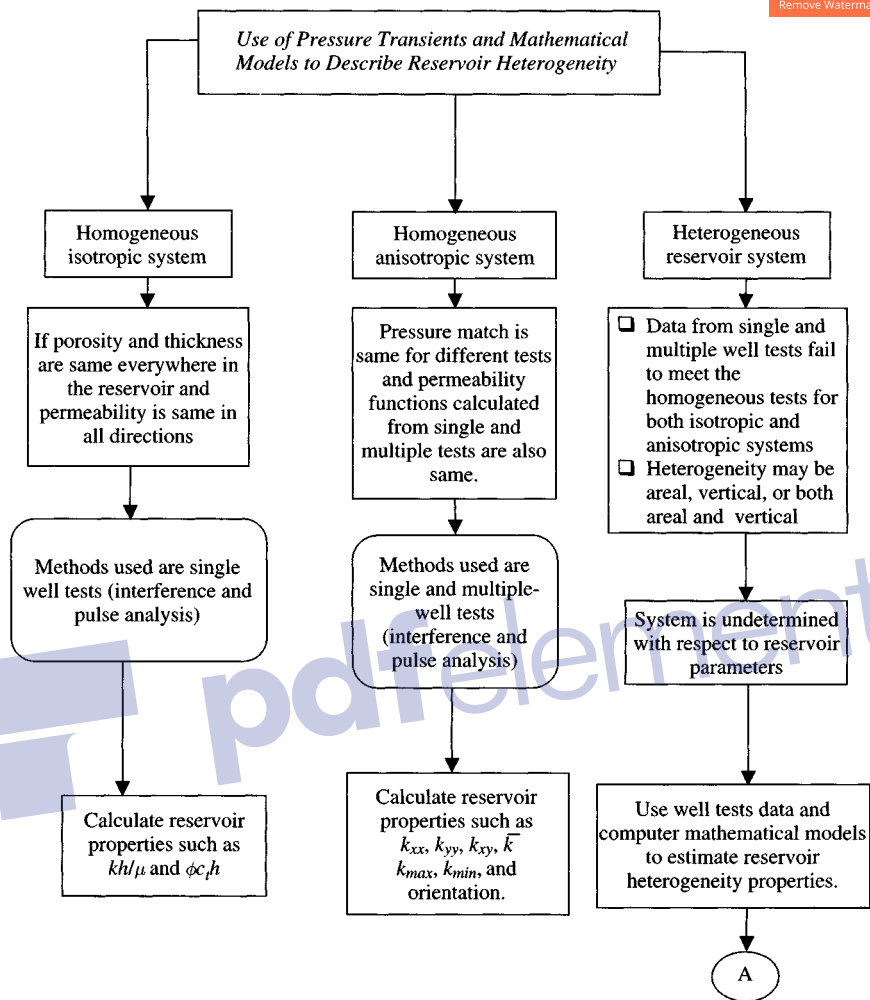 Remove Waterma
Use of Pressure Transients and Mathematical
Models to Describe Reservoir Heterogeneity
Homogeneous
isotropic system
If porosity and thickness
are same everywhere in
the reservoir and
permeability is same in
all directions
Methods used are single
well tests (interference and
pulse analysis)
Calculate reservoir
properties such as
kh/μ and ϕcₜh
Homogeneous
anisotropic system
Pressure match is
same for different tests
and permeability
functions calculated
from single and
multiple tests are also
same.
Methods used are
single and multiple-
well tests
(interference and
pulse analysis)
Calculate reservoir
properties such as
kxx, kyy, kxy, k̅
kmax, kmin, and
orientation.
Heterogeneous
reservoir system
❑ Data from single and
multiple well tests fail
to meet the
homogeneous tests for
both isotropic and
anisotropic systems
❑ Heterogeneity may be
areal, vertical, or both
areal and vertical
System is undetermined
with respect to reservoir
parameters
Use well tests data and
computer mathematical models
to estimate reservoir
heterogeneity properties.
A
pdfelement